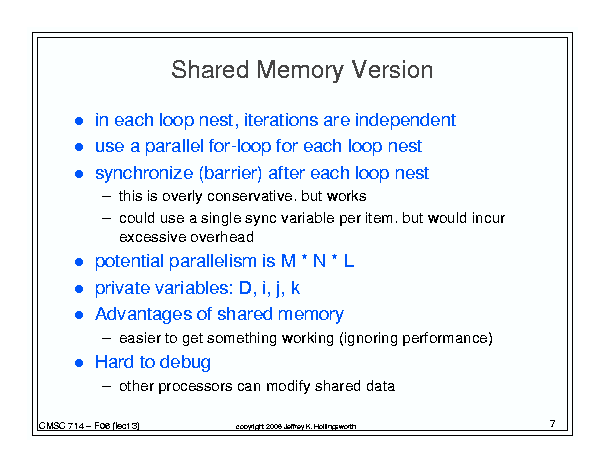 Shared Memory Version
● in each loop nest, iterations are independent
● use a parallel for-loop for each loop nest
● synchronize (barrier) after each loop nest
– this is overly conservative. but works
– could use a single sync variable per item. but would incur
excessive overhead
● potential parallelism is M * N * L
● private variables: D, i, j, k
● Advantages of shared memory
– easier to get something working (ignoring performance)
● Hard to debug
– other processors can modify shared data
CMSC 714 – F06 (lect 3)
copyright 2006 Jeffrey K. Hollingsworth
7